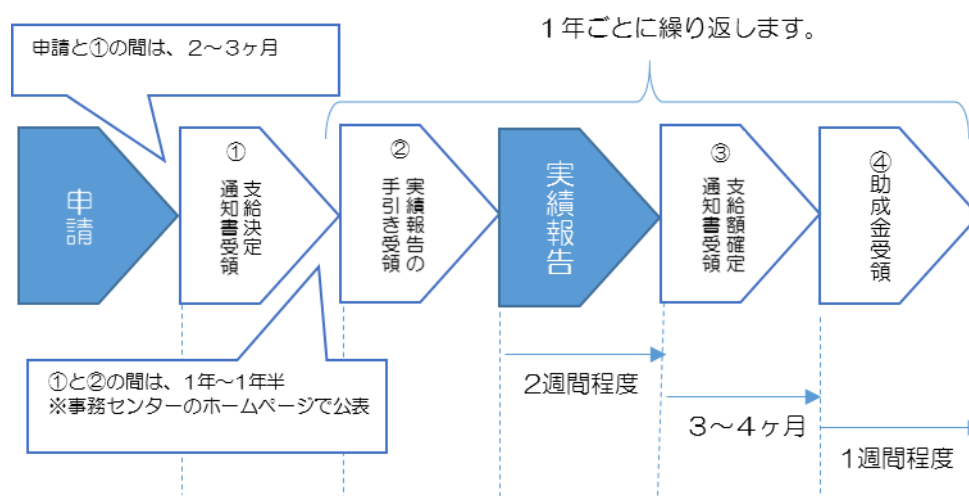 申請と①の間は、2～3ヶ月
1年ごとに繰り返します。
申請
①
支給決定
通知書受領
②
実績報告の
手引き受領
実績報告
③
支給額確定
通知書受領
④
助成金受領
①と②の間は、1年～1年半
※事務センターのホームページで公表
2週間程度
3～4ヶ月
1週間程度